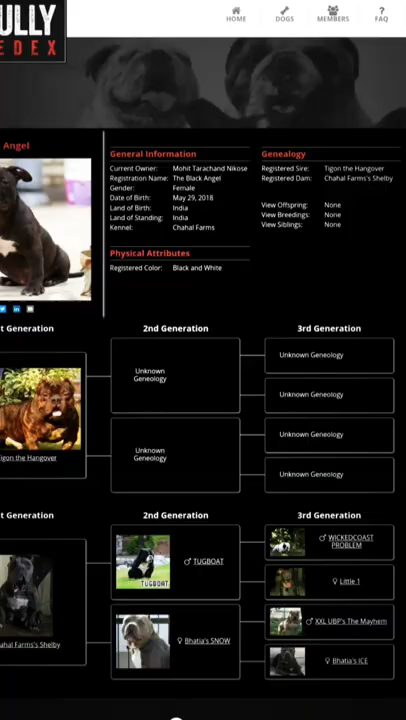 ULLY
EDEX
HOME
DOGS
MEMBERS
FAQ
Angel
General Information
Current Owner: Mohit Tarachand Nikose
Registration Name: The Black Angel
Gender: Female
Date of Birth: May 29, 2018
Land of Birth: India
Land of Standing: India
Kennel: Chahal Farms
Physical Attributes
Registered Color: Black and White
Genealogy
Registered Sire: Tigon the Hangover
Registered Dam: Chahal Farms's Shelby
View Offspring: None
View Breedings: None
View Siblings: None
t Generation
2nd Generation
3rd Generation
igon the Hangover
Unknown
Geneology
Unknown
Geneology
Unknown Geneology
Unknown Geneology
Unknown Geneology
Unknown Geneology
t Generation
2nd Generation
3rd Generation
ahal Farms's Shelby
TUGBOAT
♂ TUGBOAT
♀ Bhatia's SNOW
♂ WICKEDCOAST
PROBLEM
♀ Little 1
♂ XXL UBP's The Mayhem
♀ Bhatia's ICE